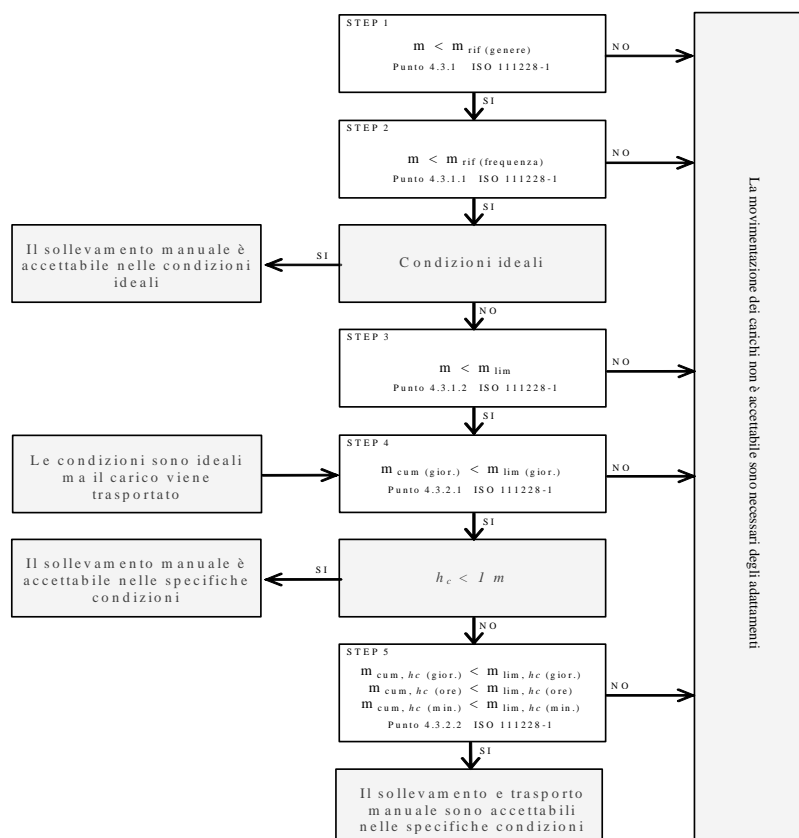 STEP 1
m < m rif (genere)
Punto 4.3.1 ISO 111228-1
NO
SI
STEP 2
m < m rif (frequenza)
Punto 4.3.1.1 ISO 111228-1
NO
SI
Il sollevamento manuale è
accettabile nelle condizioni
ideali
SI
Condizioni ideali
NO
STEP 3
m < m lim
Punto 4.3.1.2 ISO 111228-1
NO
SI
Le condizioni sono ideali
ma il carico viene
trasportato
STEP 4
m cum (gior.) < m lim (gior.)
Punto 4.3.2.1 ISO 111228-1
NO
SI
Il sollevamento manuale è
accettabile nelle specifiche
condizioni
SI
hc < 1 m
NO
STEP 5
m cum, hc (gior.) < m lim, hc (gior.)
m cum, hc (ore) < m lim, hc (ore)
m cum, hc (min.) < m lim, hc (min.)
Punto 4.3.2.2 ISO 111228-1
NO
SI
Il sollevamento e trasporto
manuale sono accettabili
nelle specifiche condizioni
La movimentazione dei carichi non è accettabile sono necessari degli adattamenti